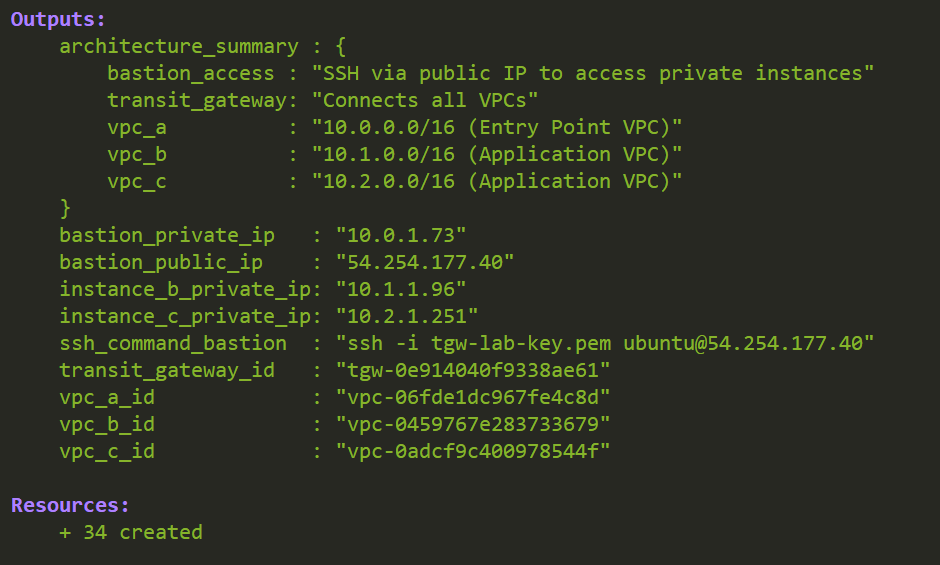 Outputs:
architecture_summary : {
bastion_access : "SSH via public IP to access private instances"
transit_gateway: "Connects all VPCs"
vpc_a : "10.0.0.0/16 (Entry Point VPC)"
vpc_b : "10.1.0.0/16 (Application VPC)"
vpc_c : "10.2.0.0/16 (Application VPC)"
}
bastion_private_ip : "10.0.1.73"
bastion_public_ip : "54.254.177.40"
instance_b_private_ip: "10.1.1.96"
instance_c_private_ip: "10.2.1.251"
ssh_command_bastion : "ssh -i tgw-lab-key.pem ubuntu@54.254.177.40"
transit_gateway_id : "tgw-0e914040f9338ae61"
vpc_a_id : "vpc-06fde1dc967fe4c8d"
vpc_b_id : "vpc-0459767e283733679"
vpc_c_id : "vpc-0adcf9c400978544f"
Resources:
+ 34 created